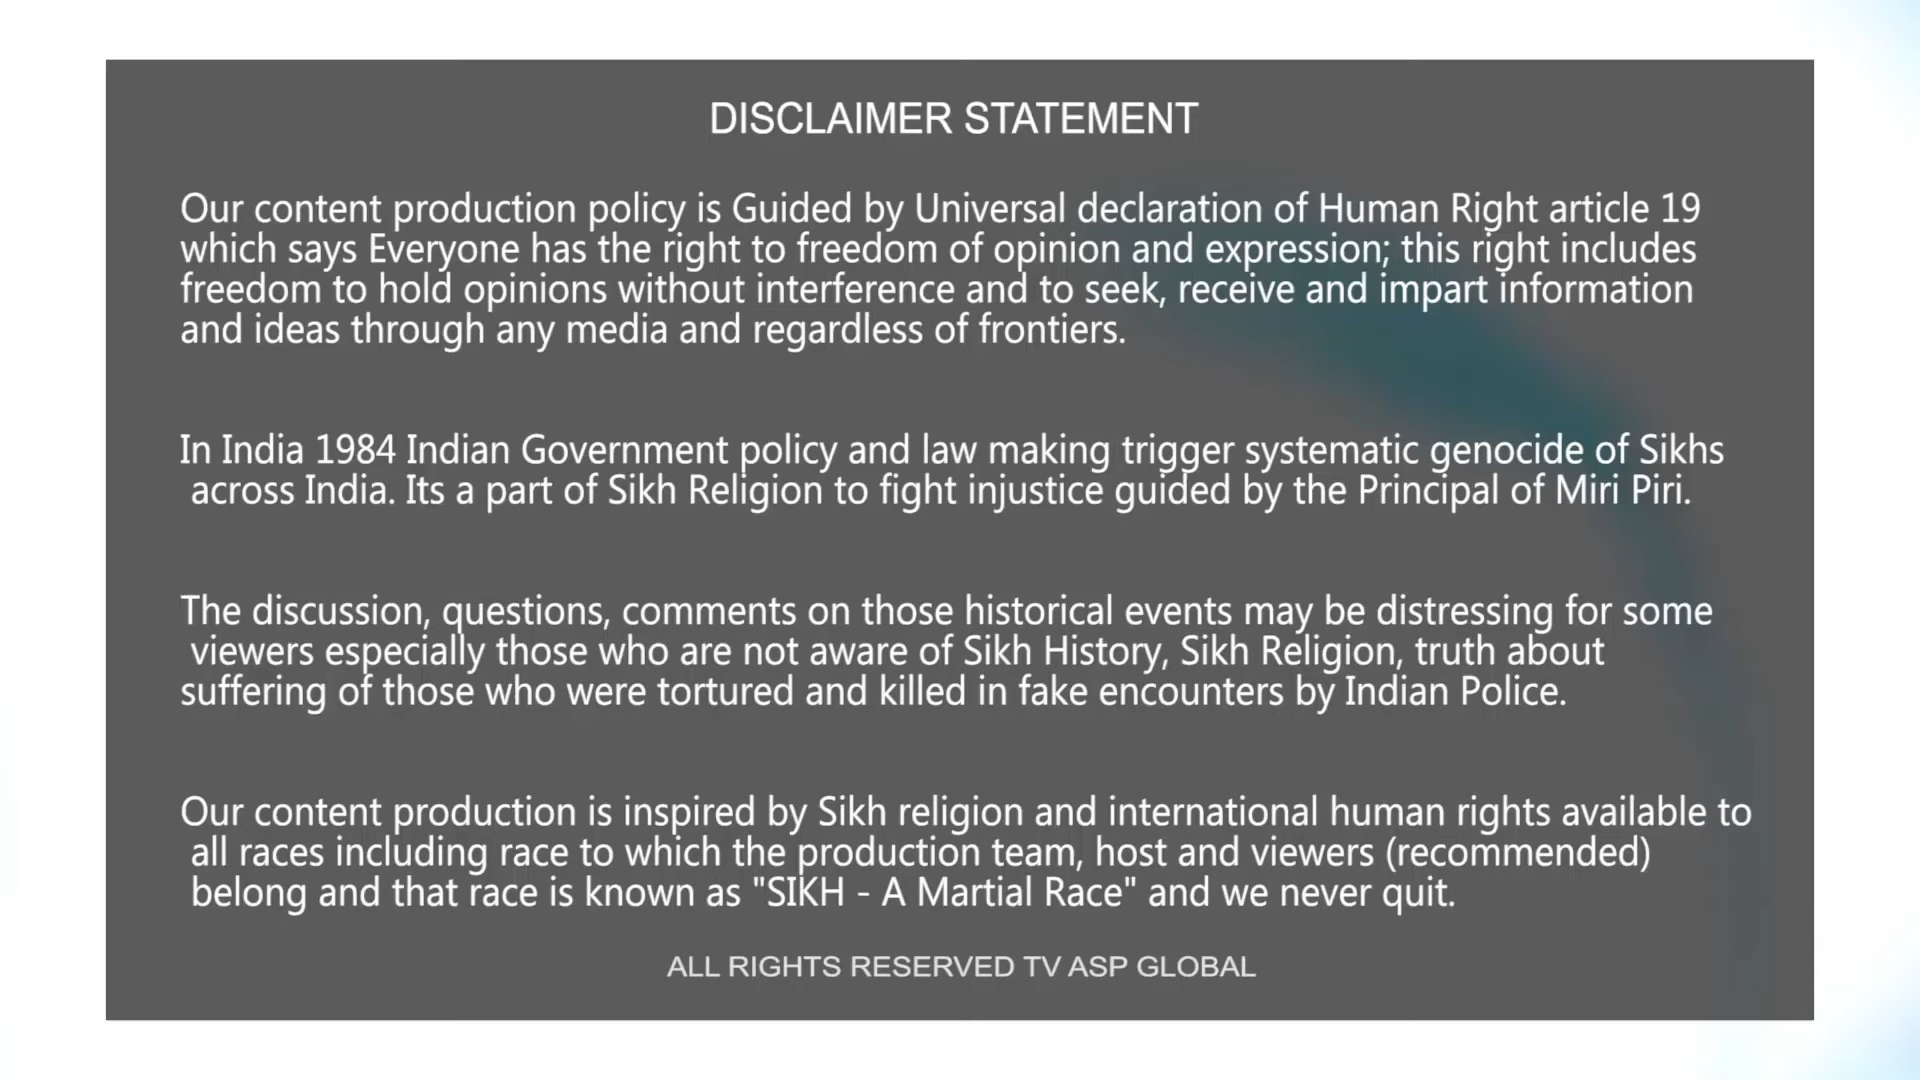 DISCLAIMER STATEMENT
Our content production policy is Guided by Universal declaration of Human Right article 19
which says Everyone has the right to freedom of opinion and expression; this right includes
freedom to hold opinions without interference and to seek, receive and impart information
and ideas through any media and regardless of frontiers.
In India 1984 Indian Government policy and law making trigger systematic genocide of Sikhs
across India. Its a part of Sikh Religion to fight injustice guided by the Principal of Miri Piri.
The discussion, questions, comments on those historical events may be distressing for some
viewers especially those who are not aware of Sikh History, Sikh Religion, truth about
suffering of those who were tortured and killed in fake encounters by Indian Police.
Our content production is inspired by Sikh religion and international human rights available to
all races including race to which the production team, host and viewers (recommended)
belong and that race is known as "SIKH - A Martial Race" and we never quit.
ALL RIGHTS RESERVED TV ASP GLOBAL